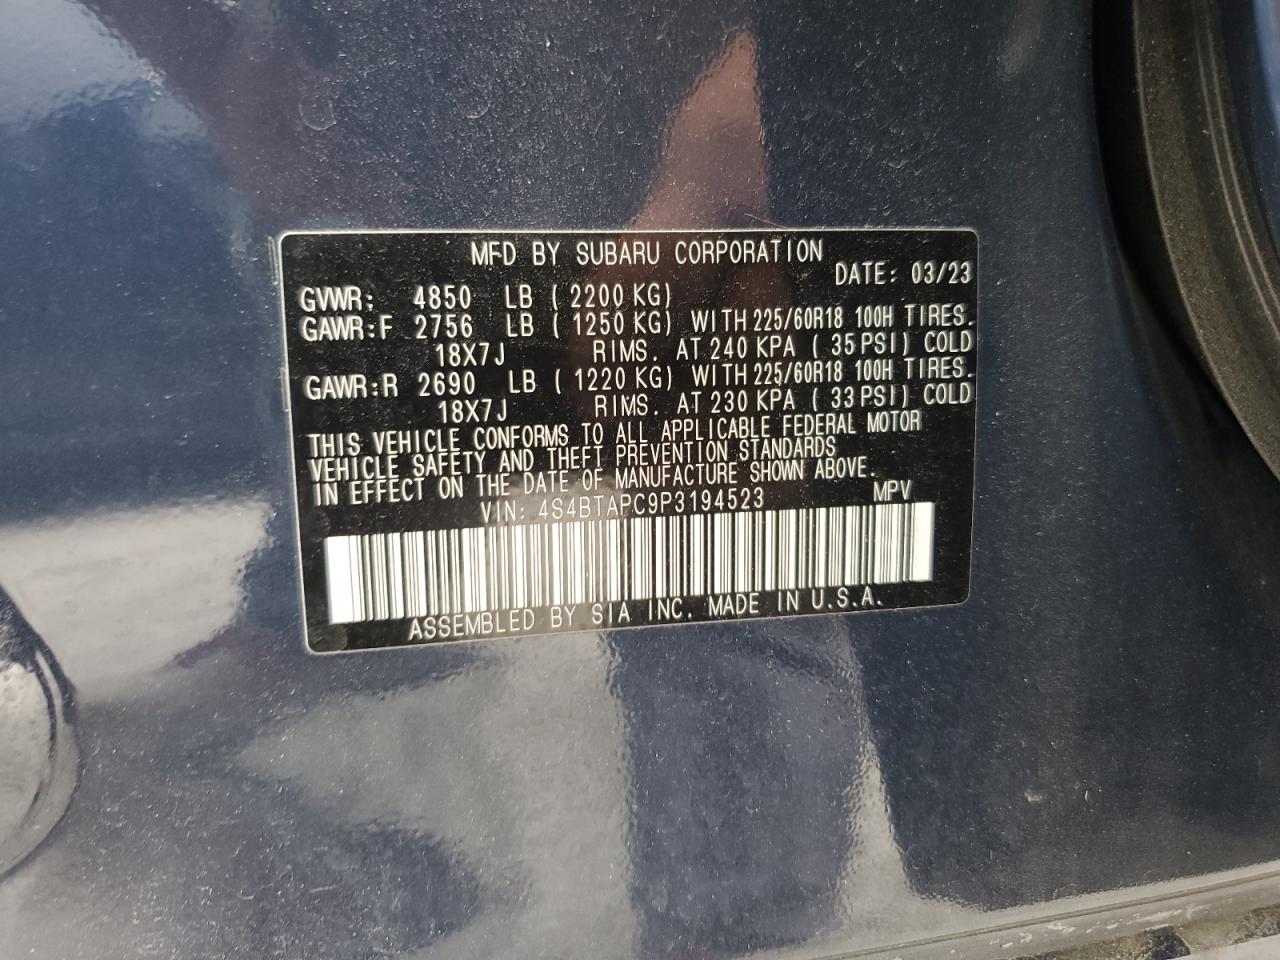 MFD BY SUBARU CORPORATION
DATE: 03/23
GVWR: 4850 LB ( 2200 KG)
GAWR:F 2756 LB ( 1250 KG) WITH 225/60R18 100H TIRES.
18X7J RIMS. AT 240 KPA ( 35 PSI) COLD
GAWR:R 2690 LB ( 1220 KG) WITH 225/60R18 100H TIRES.
18X7J RIMS. AT 230 KPA ( 33 PSI) COLD
THIS VEHICLE CONFORMS TO ALL APPLICABLE FEDERAL MOTOR
VEHICLE SAFETY AND THEFT PREVENTION STANDARDS
IN EFFECT ON THE DATE OF MANUFACTURE SHOWN ABOVE.
VIN: 4S4BTAPC9P3194523 MPV
ASSEMBLED BY SIA INC. MADE IN U.S.A.